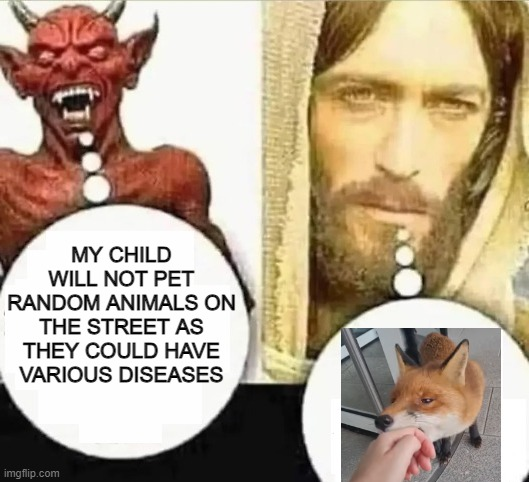 MY CHILD
WILL NOT PET
RANDOM ANIMALS ON
THE STREET AS
THEY COULD HAVE
VARIOUS DISEASES
imgflip.com